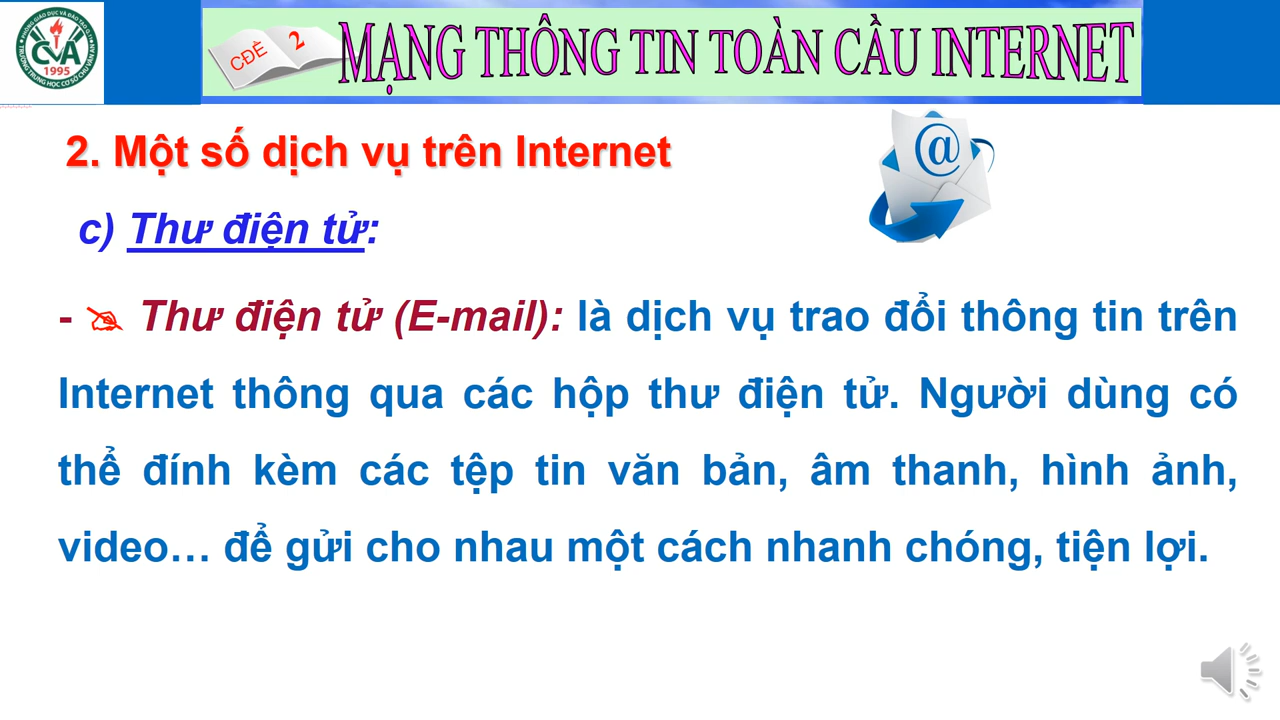 CVA
1995
CĐỀ 2
MẠNG THÔNG TIN TOÀN CẦU INTERNET
2. Một số dịch vụ trên Internet
@
c) Thư điện tử:
- Thư điện tử (E-mail): là dịch vụ trao đổi thông tin trên
Internet thông qua các hộp thư điện tử. Người dùng có
thể đính kèm các tệp tin văn bản, âm thanh, hình ảnh,
video… để gửi cho nhau một cách nhanh chóng, tiện lợi.